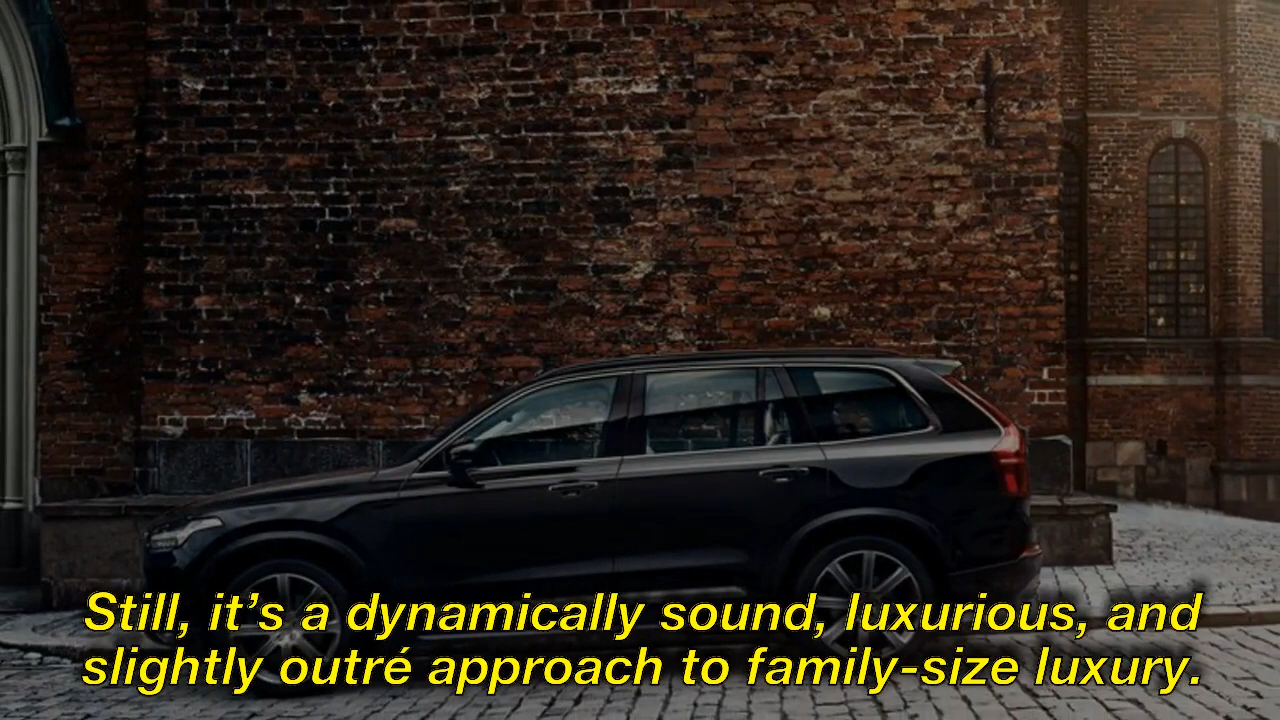 Still, it’s a dynamically sound, luxurious, and
slightly outré approach to family-size luxury.